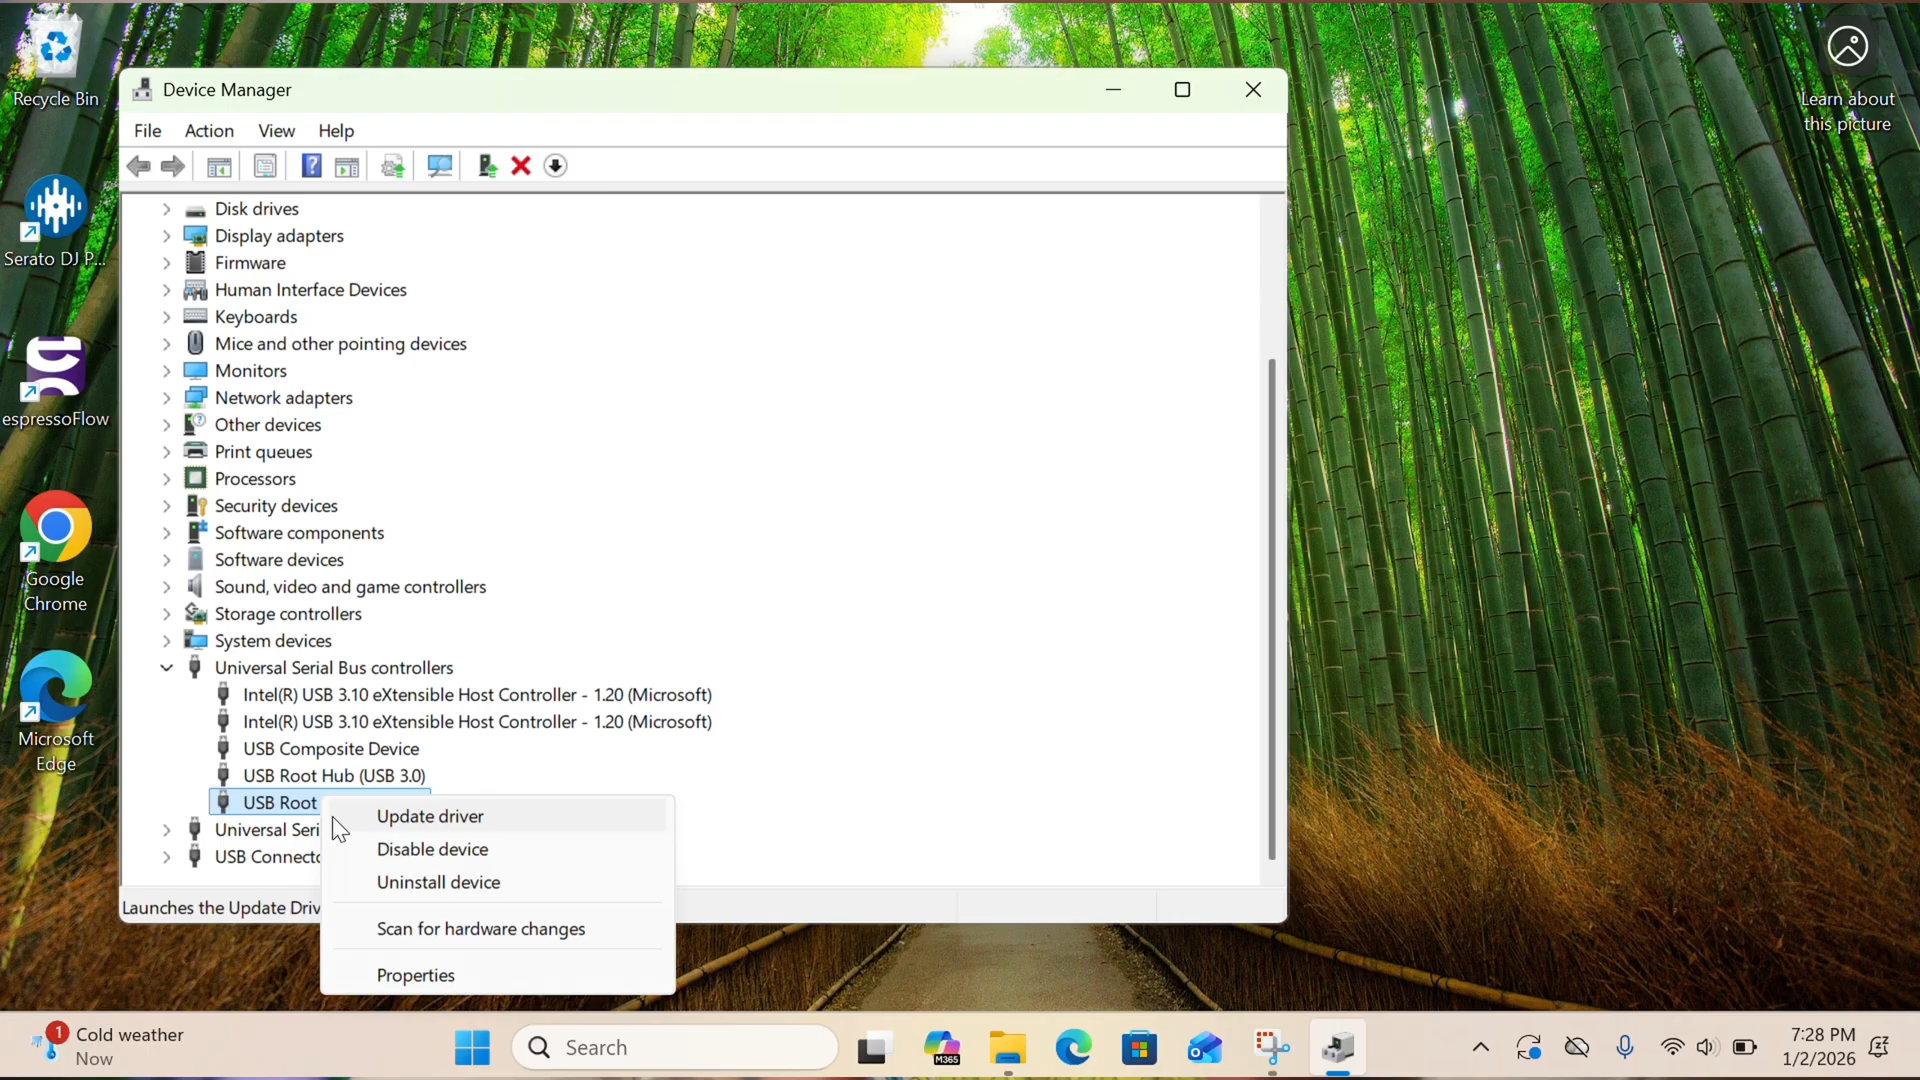 Recycle Bin
Serato DJ P...
espressoFlow
Google
Chrome
Microsoft
Edge
Learn about
this picture
Device Manager
File Action View Help
Disk drives
Display adapters
Firmware
Human Interface Devices
Keyboards
Mice and other pointing devices
Monitors
Network adapters
Other devices
Print queues
Processors
Security devices
Software components
Software devices
Sound, video and game controllers
Storage controllers
System devices
Universal Serial Bus controllers
Intel(R) USB 3.10 eXtensible Host Controller - 1.20 (Microsoft)
Intel(R) USB 3.10 eXtensible Host Controller - 1.20 (Microsoft)
USB Composite Device
USB Root Hub (USB 3.0)
USB Root
Universal Seri
USB Connect
Launches the Update Driv
Update driver
Disable device
Uninstall device
Scan for hardware changes
Properties
1
Cold weather
Now
Search
M365
7:28 PM
1/2/2026